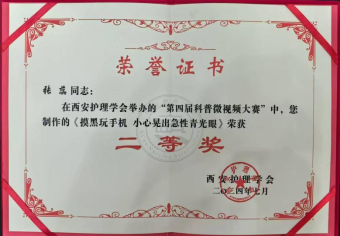 荣誉证书
张蕊同志：
在西安护理学会举办的“第四届科普微视频大赛”中，您
制作的《摸黑玩手机 小心晃出急性青光眼》荣获
二等奖
西安护理学会
二〇二四年七月